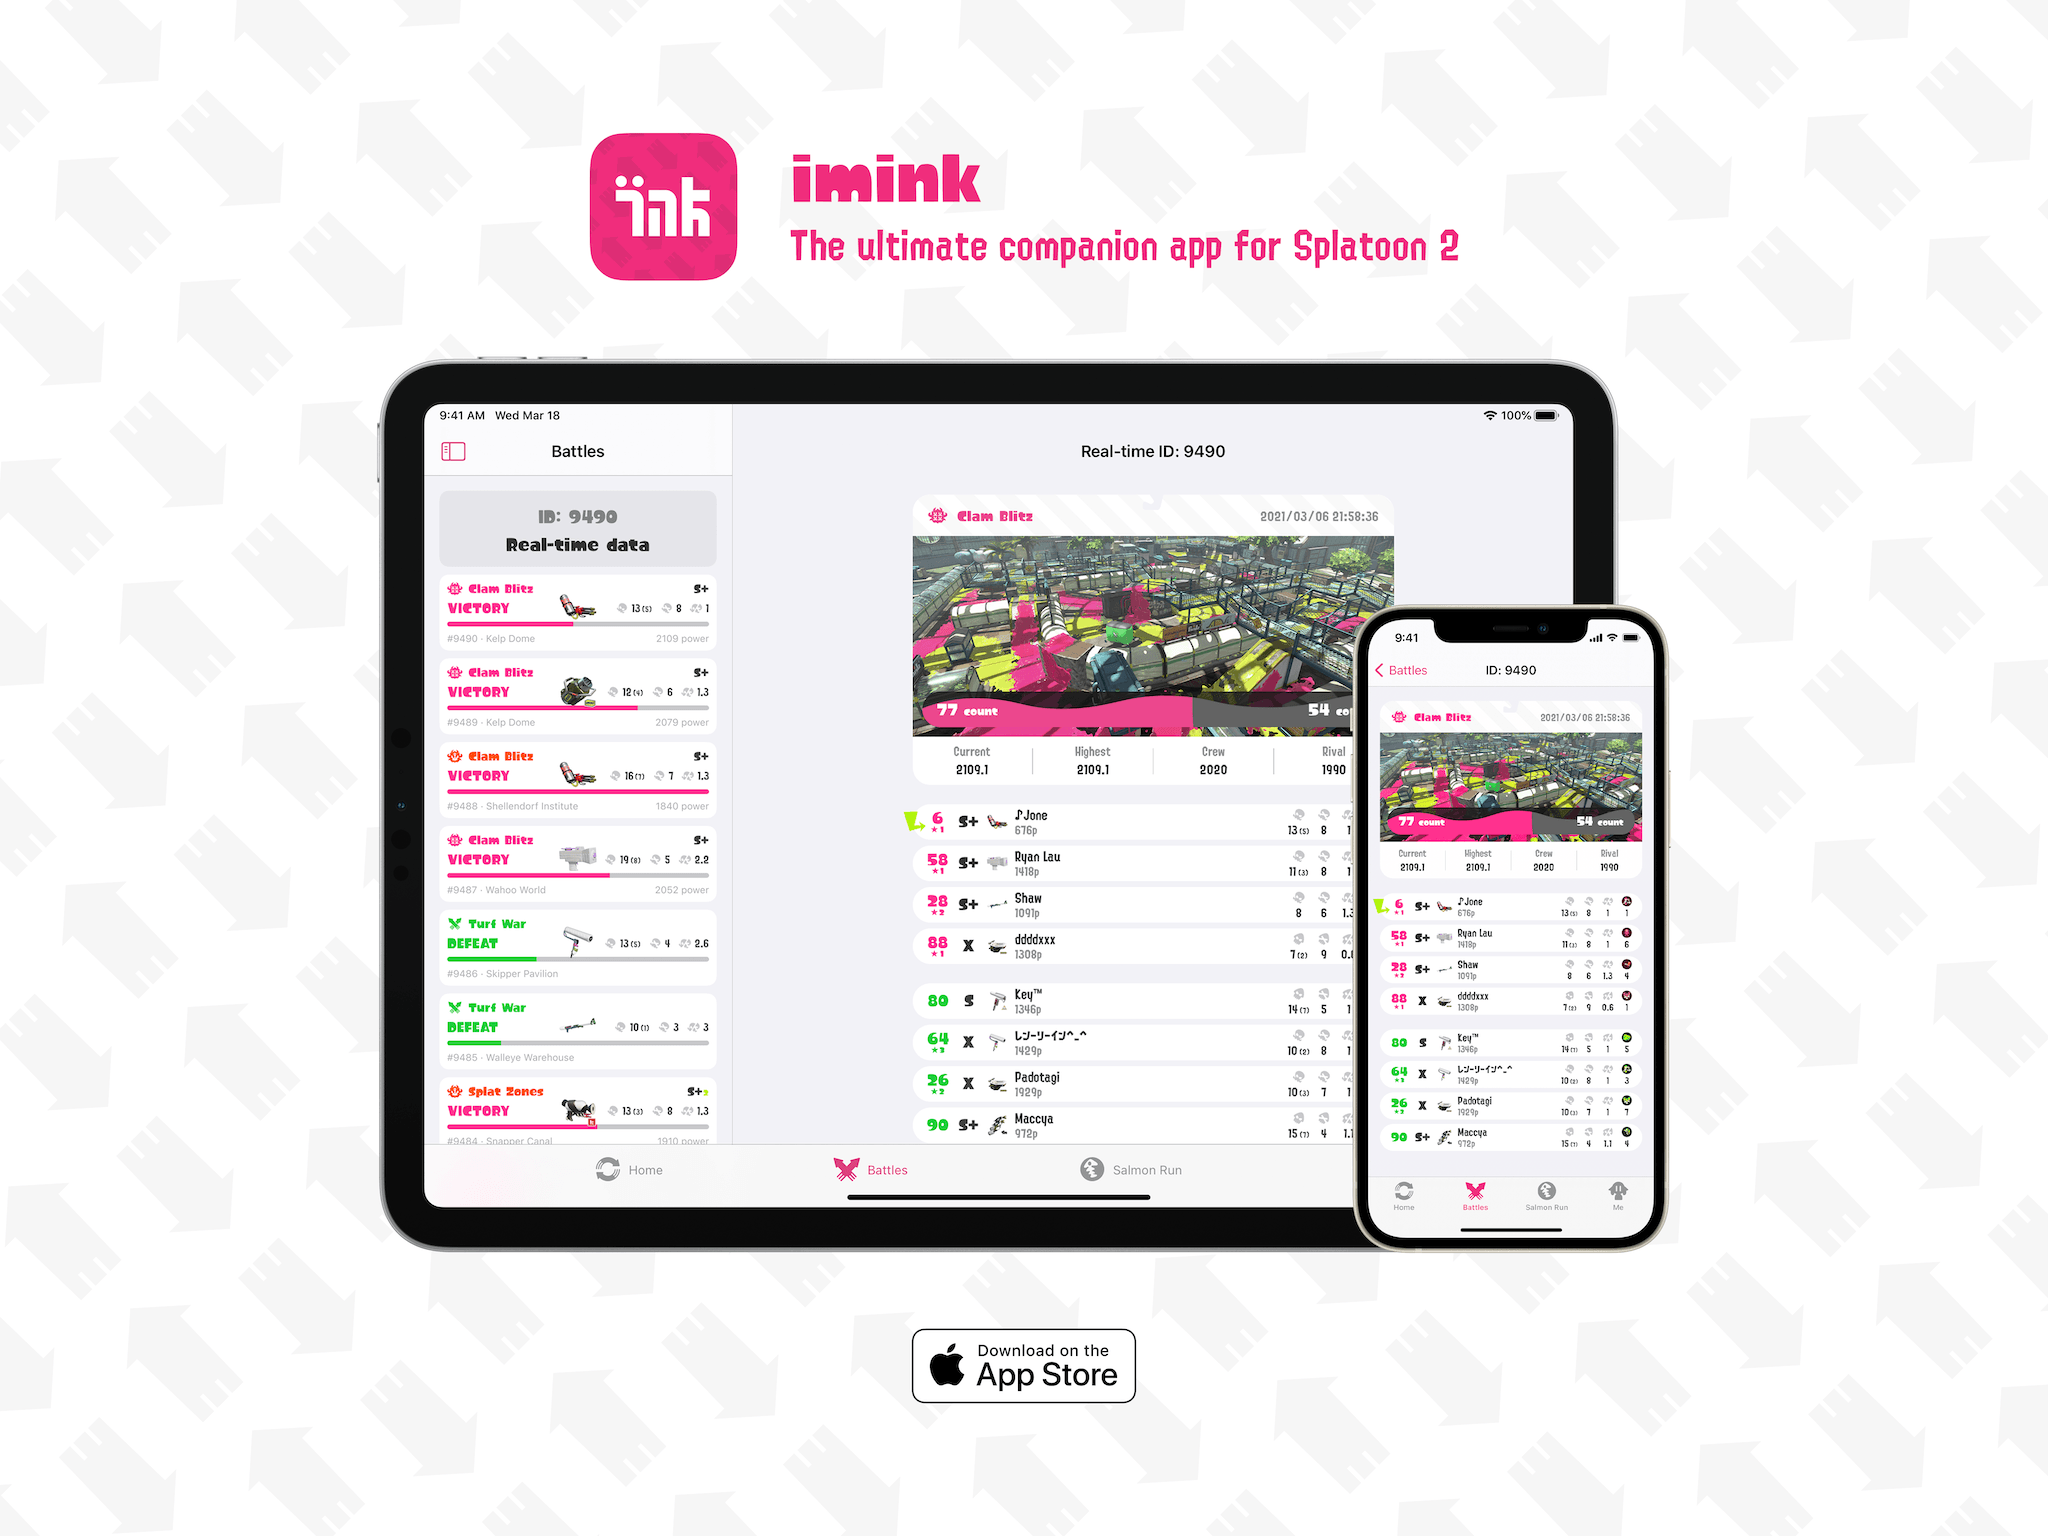 ink
imink
The ultimate companion app for Splatoon 2
9:41 AM Wed Mar 18
100%
Battles
Real-time ID: 9490
ID: 9490
Real-time data
Clam Blitz
S+
VICTORY
13 (5) 8 1
#9490 · Kelp Dome
2109 power
Clam Blitz
S+
VICTORY
12 (4) 6 1.3
#9489 · Kelp Dome
2079 power
Clam Blitz
S+
VICTORY
16 (7) 7 1.3
#9488 · Shellendorf Institute
1840 power
Clam Blitz
S+
VICTORY
19 (8) 5 2.2
#9487 · Wahoo World
2052 power
Turf War
DEFEAT
13 (5) 4 2.6
#9486 · Skipper Pavilion
Turf War
DEFEAT
10 (1) 3 3
#9485 · Walleye Warehouse
Splat Zones
S+2
VICTORY
13 (3) 8 1.3
#9484 · Snapper Canal
1910 power
Clam Blitz
2021/03/06 21:58:36
77 count
54 co
Current Highest Crew Rival
2109.1 2109.1 2020 1990
6 ★1 S+ ♪Jone
676p
13 (5) 8 1
58 ★1 S+ Ryan Lau
1418p
11 (3) 8 1
28 ★2 S+ Shaw
1091p
8 6 1.3
88 ★1 X ddddxxx
1308p
7 (2) 9 0.6
80 S Key™
1346p
14 (7) 5 1
64 ★3 X レン-リーイン^_^
1429p
10 (2) 8 1
26 ★2 X Padotagi
1929p
10 (3) 7 1
90 S+ Maccya
972p
15 (7) 4 1.1
Home
Battles
Salmon Run
9:41
Battles
ID: 9490
Clam Blitz
2021/03/06 21:58:36
77 count
54 count
Current Highest Crew Rival
2109.1 2109.1 2020 1990
6 ★1 S+ ♪Jone
676p
13 (5) 8 1 1
58 ★1 S+ Ryan Lau
1418p
11 (3) 8 1 6
28 ★2 S+ Shaw
1091p
8 6 1.3 4
88 ★1 X ddddxxx
1308p
7 (2) 9 0.6 1
80 S Key™
1346p
14 (7) 5 1 5
64 ★3 X レン-リーイン^_^
1429p
10 (2) 8 1 3
26 ★2 X Padotagi
1929p
10 (3) 7 1 7
90 S+ Maccya
972p
15 (7) 4 1.1 4
Home
Battles
Salmon Run
Me
Download on the
App Store